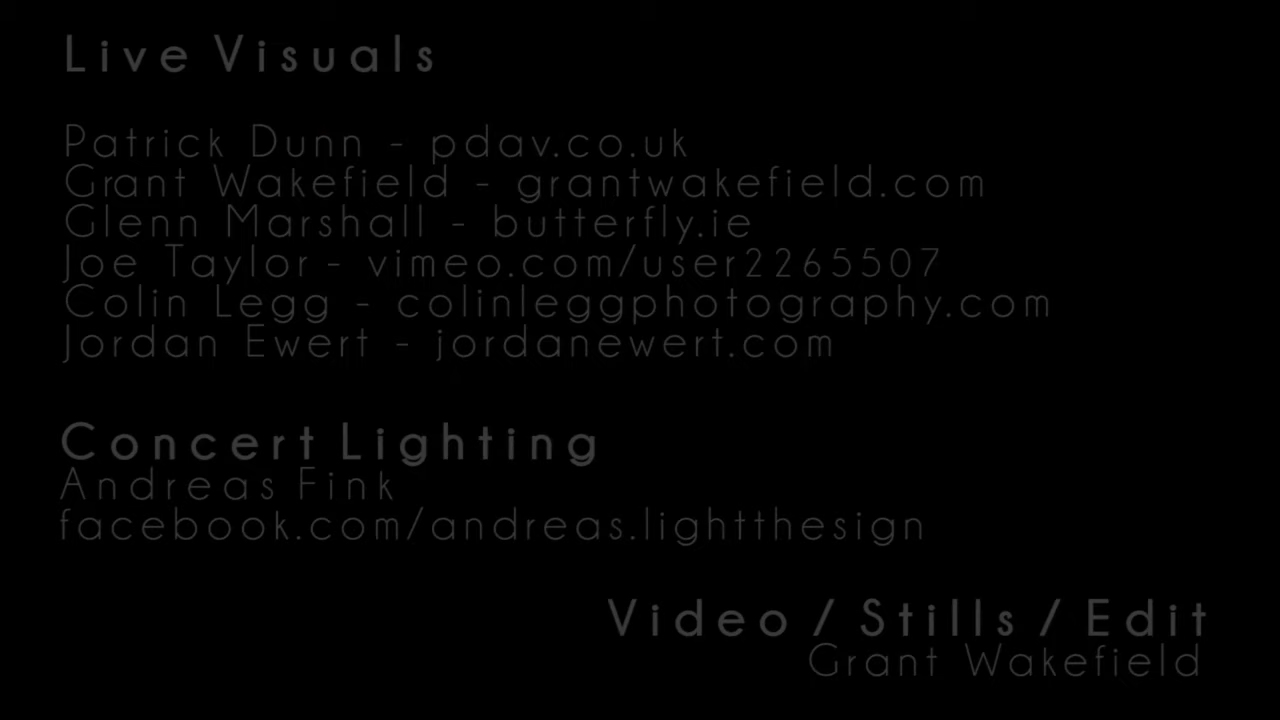 Live Visuals
Patrick Dunn - pdav.co.uk
Grant Wakefield - grantwakefield.com
Glenn Marshall - butterfly.ie
Joe Taylor - vimeo.com/user2265507
Colin Legg - colinleggphotography.com
Jordan Ewert - jordanewert.com
Concert Lighting
Andreas Fink
facebook.com/andreas.lightthesign
Video / Stills / Edit
Grant Wakefield